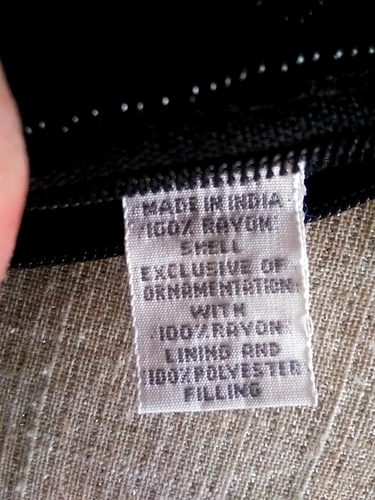 MADE IN INDIA
100% RAYON
SHELL
EXCLUSIVE OF
ORNAMENTATION
WITH
100% RAYON
LINING AND
100% POLYESTER
FILLING